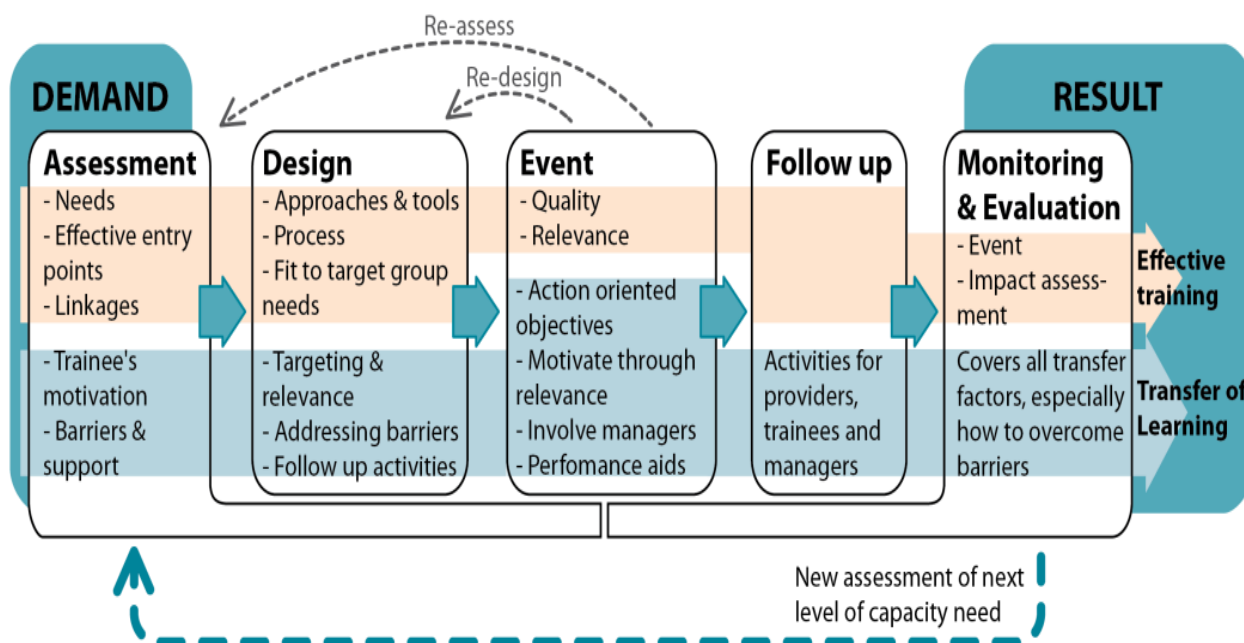 Re-assess
Re-design
DEMAND
RESULT
Assessment
- Needs
- Effective entry
points
- Linkages
- Trainee's
motivation
- Barriers &
support
Design
- Approaches & tools
- Process
- Fit to target group
needs
- Targeting &
relevance
- Addressing barriers
- Follow up activities
Event
- Quality
- Relevance
- Action oriented
objectives
- Motivate through
relevance
- Involve managers
- Perfomance aids
Follow up
Activities for
providers,
trainees and
managers
Monitoring
& Evaluation
- Event
- Impact assess-
ment
Covers all transfer
factors, especially
how to overcome
barriers
Effective
training
Transfer of
Learning
New assessment of next
level of capacity need